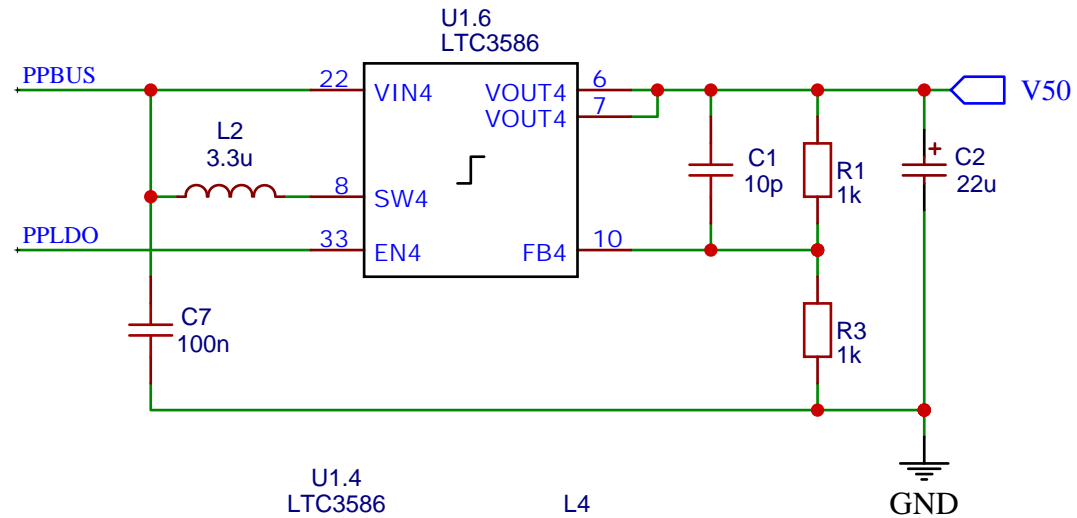 U1.6
LTC3586
PPBUS
22
VIN4
VOUT4
6
VOUT4
7
V50
L2
3.3u
8
SW4
C1
10p
R1
1k
+
C2
22u
PPLDO
33
EN4
FB4
10
C7
100n
R3
1k
U1.4
LTC3586
L4
GND